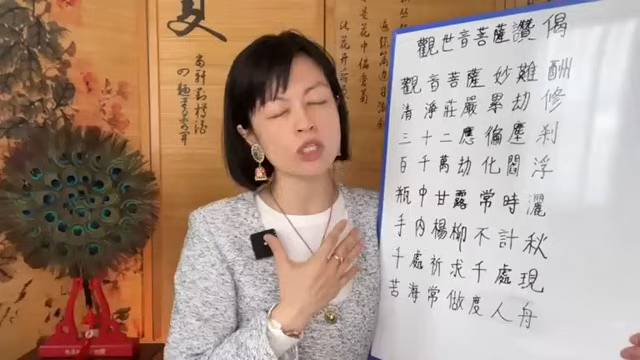 觀世音菩薩讚偈
觀音菩薩妙難酬
清淨莊嚴累劫修
三十二應徧塵剎
百千萬劫化閻浮
瓶中甘露常時灑
手內楊柳不計秋
千處祈求千處現
苦海常做度人舟